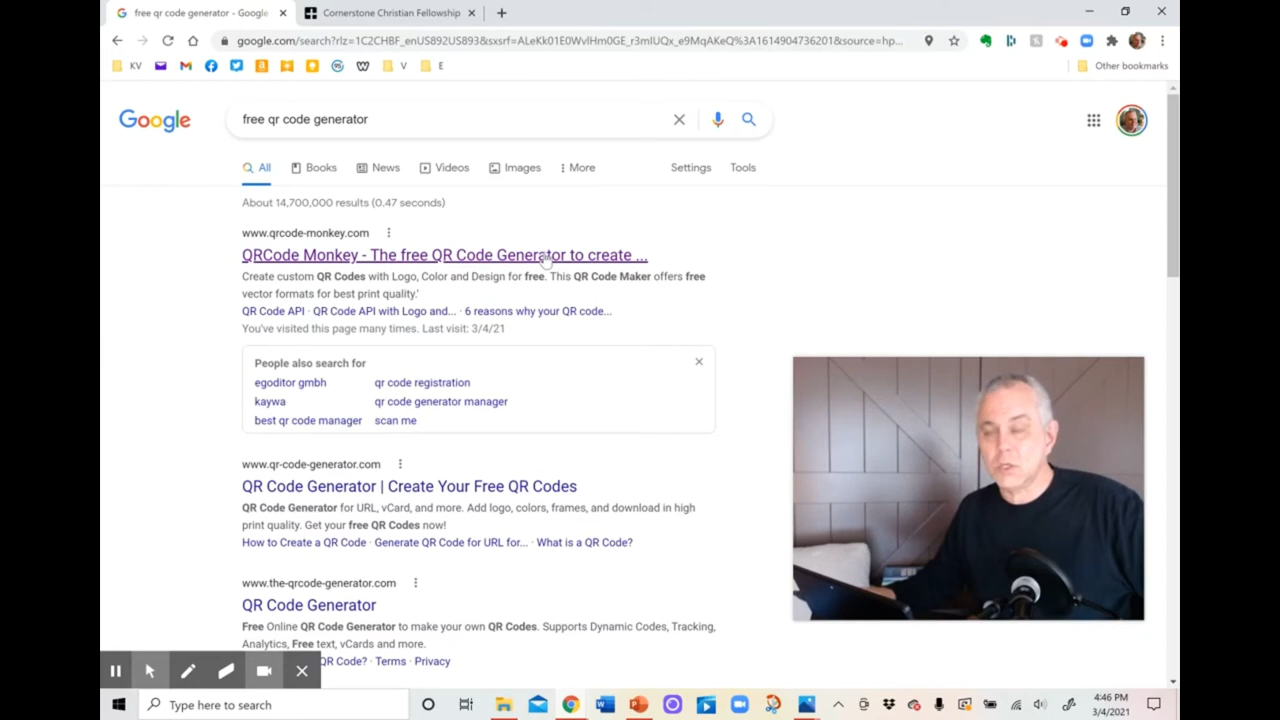 free qr code generator - Google
Cornerstone Christian Fellowship
google.com/search?rlz=1C2CHBF_enUS892US893&sxsrf=ALeKk01E0WvlHm0GE_r3mIUQx_e9MqAKeQ%3A1614904736201&source=hp...
KV
V
E
Other bookmarks
Google
free qr code generator
All
Books
News
Videos
Images
More
Settings
Tools
About 14,700,000 results (0.47 seconds)
www.qrcode-monkey.com
QRCode Monkey - The free QR Code Generator to create ...
Create custom QR Codes with Logo, Color and Design for free. This QR Code Maker offers free
vector formats for best print quality.'
QR Code API · QR Code API with Logo and... · 6 reasons why your QR code...
You've visited this page many times. Last visit: 3/4/21
People also search for
egoditor gmbh
qr code registration
kaywa
qr code generator manager
best qr code manager
scan me
www.qr-code-generator.com
QR Code Generator | Create Your Free QR Codes
QR Code Generator for URL, vCard, and more. Add logo, colors, frames, and download in high
print quality. Get your free QR Codes now!
How to Create a QR Code · Generate QR Code for URL for... · What is a QR Code?
www.the-qrcode-generator.com
QR Code Generator
Free Online QR Code Generator to make your own QR Codes. Supports Dynamic Codes, Tracking,
Analytics, Free text, vCards and more.
QR Code? · Terms · Privacy
Type here to search
4:46 PM
3/4/2021